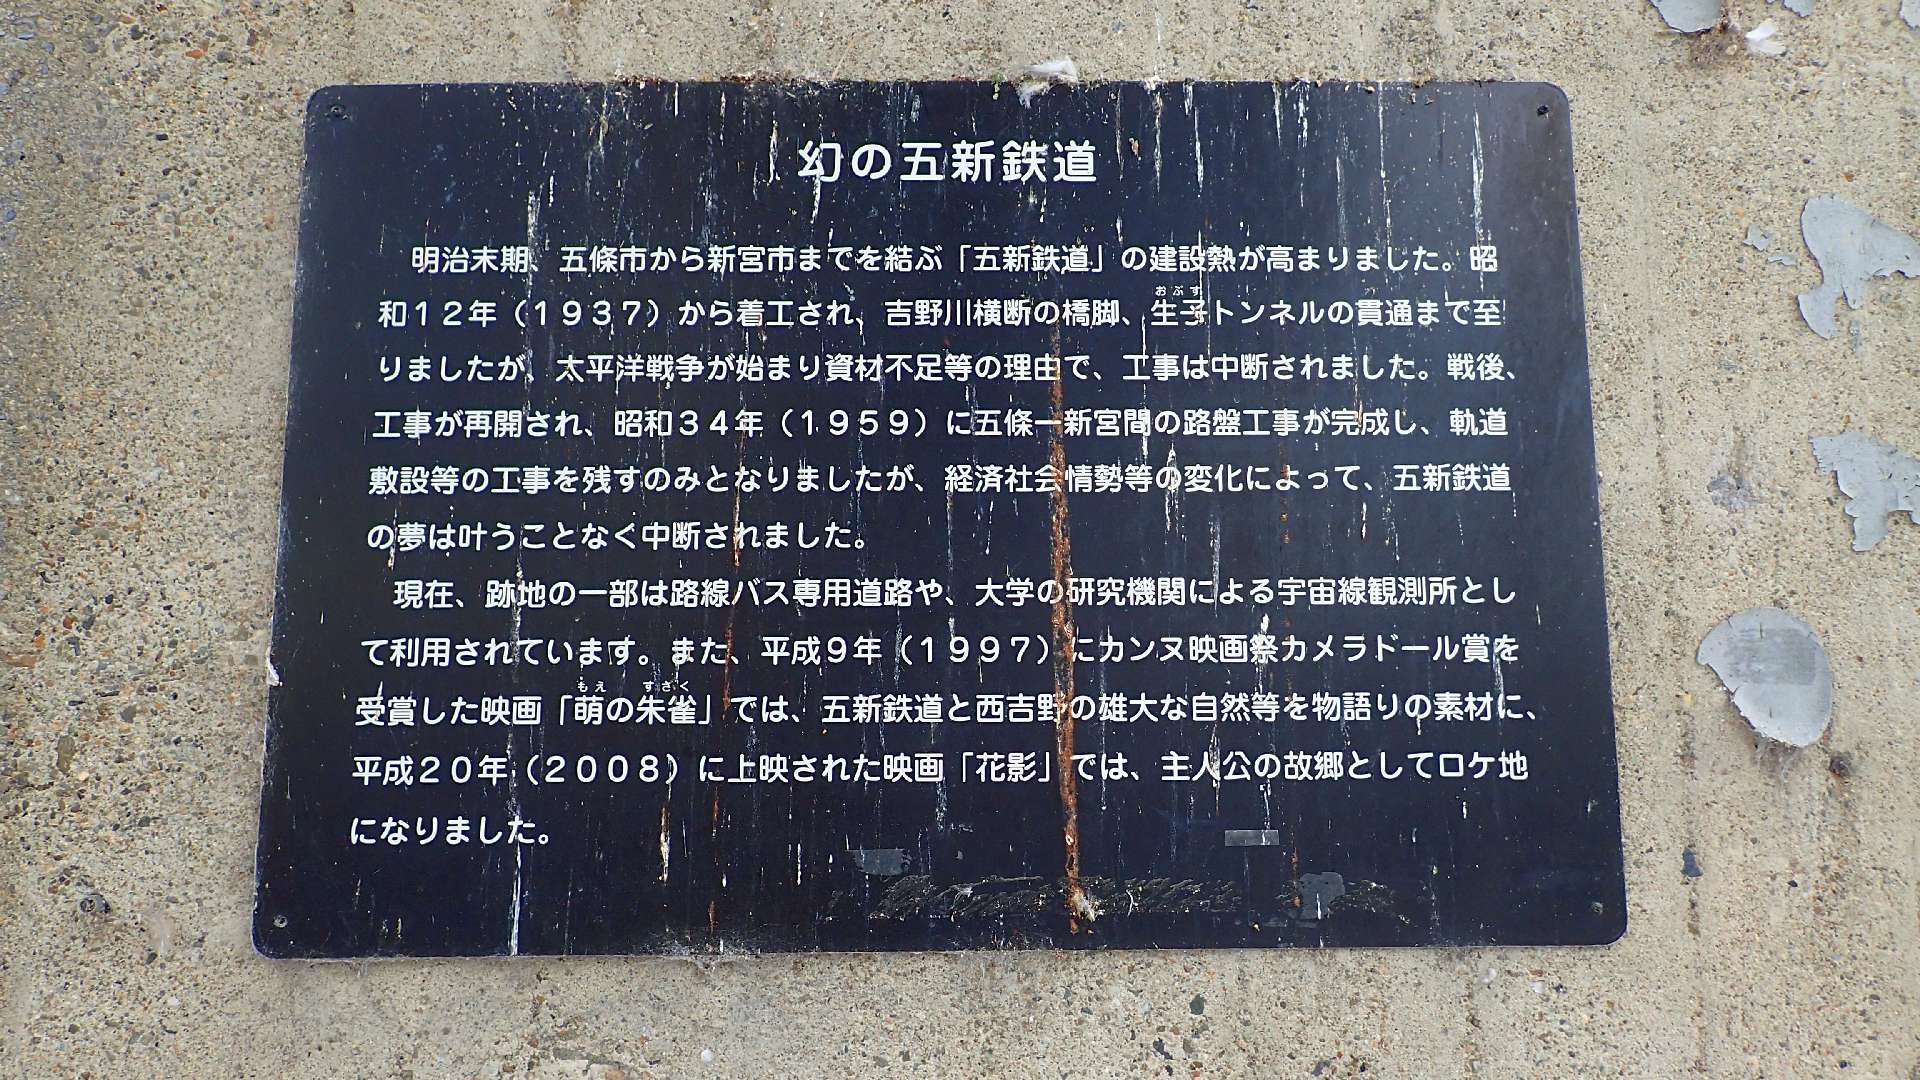 幻の五新鉄道
明治末期、五條市から新宮市までを結ぶ「五新鉄道」の建設熱が高まりました。昭
和12年（1937）から着工され、吉野川横断の橋脚、生子トンネルの貫通まで至
おぶす
りましたが、太平洋戦争が始まり資材不足等の理由で、工事は中断されました。戦後、
工事が再開され、昭和34年（1959）に五條ー新宮間の路盤工事が完成し、軌道
敷設等の工事を残すのみとなりましたが、経済社会情勢等の変化によって、五新鉄道
の夢は叶うことなく中断されました。
現在、跡地の一部は路線バス専用道路や、大学の研究機関による宇宙線観測所とし
て利用されています。また、平成9年（1997）にカンヌ映画祭カメラドール賞を
もえ すざく
受賞した映画「萌の朱雀」では、五新鉄道と西吉野の雄大な自然等を物語りの素材に、
平成20年（2008）に上映された映画「花影」では、主人公の故郷としてロケ地
になりました。